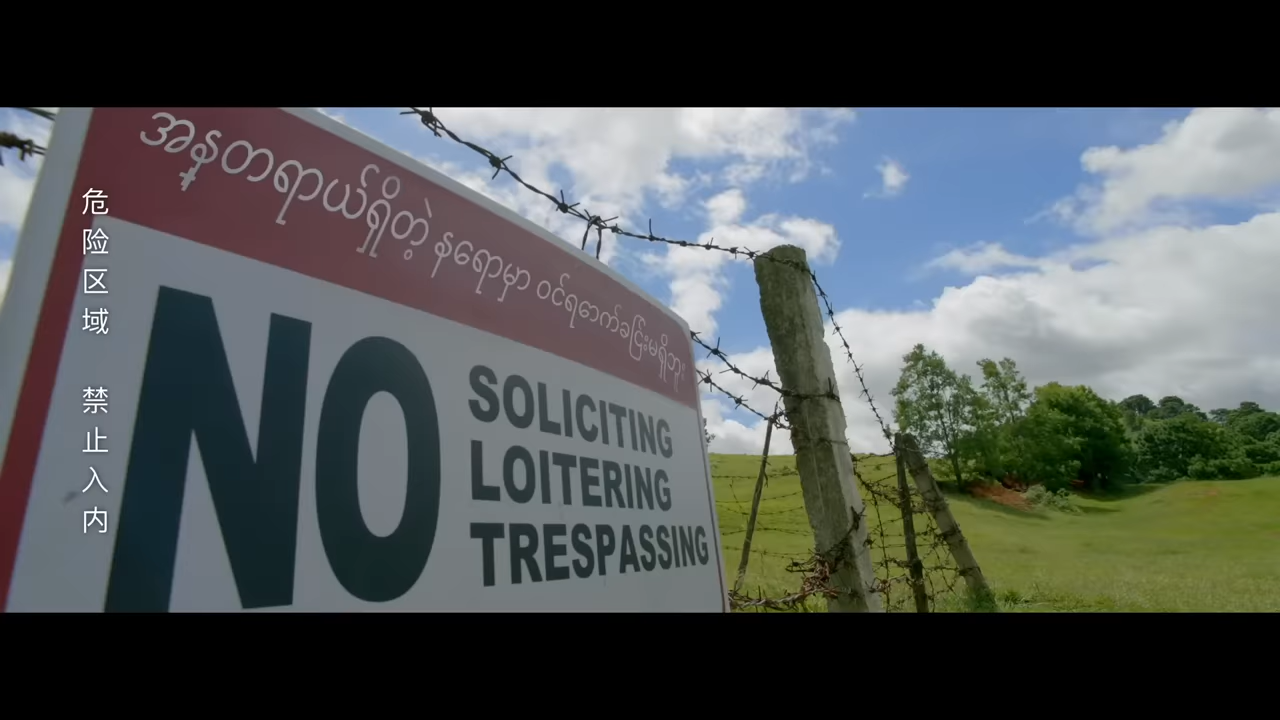 အန္တရာယ်ရှိတဲ့ နရောမှာ ဝင်ရောက်ခငြ်းမရှိဘူး
NO
SOLICITING
LOITERING
TRESPASSING
危险区域 禁止入内